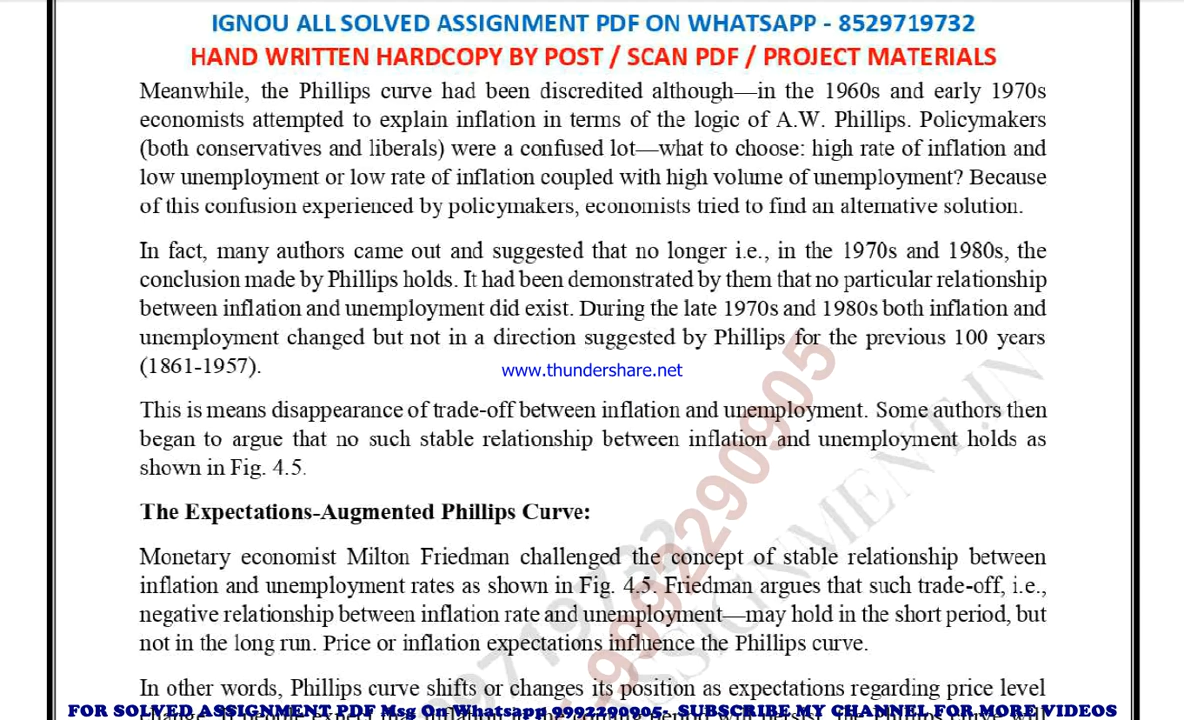 IGNOU ALL SOLVED ASSIGNMENT PDF ON WHATSAPP - 8529719732
HAND WRITTEN HARDCOPY BY POST / SCAN PDF / PROJECT MATERIALS
Meanwhile, the Phillips curve had been discredited although—in the 1960s and early 1970s
economists attempted to explain inflation in terms of the logic of A.W. Phillips. Policymakers
(both conservatives and liberals) were a confused lot—what to choose: high rate of inflation and
low unemployment or low rate of inflation coupled with high volume of unemployment? Because
of this confusion experienced by policymakers, economists tried to find an alternative solution.
In fact, many authors came out and suggested that no longer i.e., in the 1970s and 1980s, the
conclusion made by Phillips holds. It had been demonstrated by them that no particular relationship
between inflation and unemployment did exist. During the late 1970s and 1980s both inflation and
unemployment changed but not in a direction suggested by Phillips for the previous 100 years
(1861-1957).
www.thundershare.net
This is means disappearance of trade-off between inflation and unemployment. Some authors then
began to argue that no such stable relationship between inflation and unemployment holds as
shown in Fig. 4.5.
The Expectations-Augmented Phillips Curve:
Monetary economist Milton Friedman challenged the concept of stable relationship between
inflation and unemployment rates as shown in Fig. 4.5. Friedman argues that such trade-off, i.e.,
negative relationship between inflation rate and unemployment—may hold in the short period, but
not in the long run. Price or inflation expectations influence the Phillips curve.
In other words, Phillips curve shifts or changes its position as expectations regarding price level
FOR SOLVED ASSIGNMENT PDF Msg On Whatsapp 9992290905- SUBSCRIBE MY CHANNEL FOR MORE VIDEOS